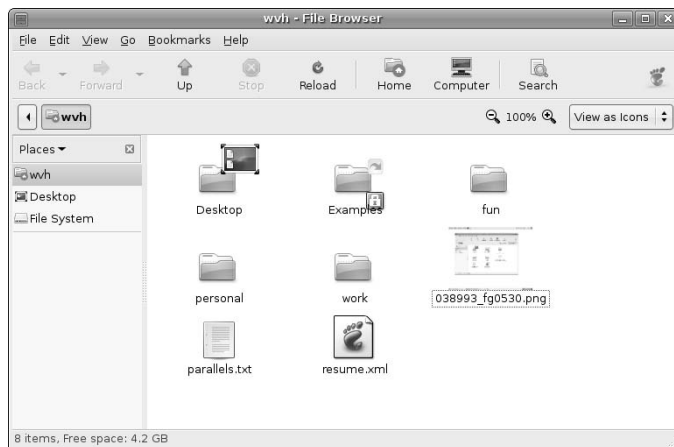 wvh - File Browser
File Edit View Go Bookmarks Help
Back Forward Up Stop Reload Home Computer Search
wvh 100% View as Icons
Places
wvh
Desktop
File System
Desktop Examples fun
personal work 038993_fg0530.png
parallels.txt resume.xml
8 items, Free space: 4.2 GB